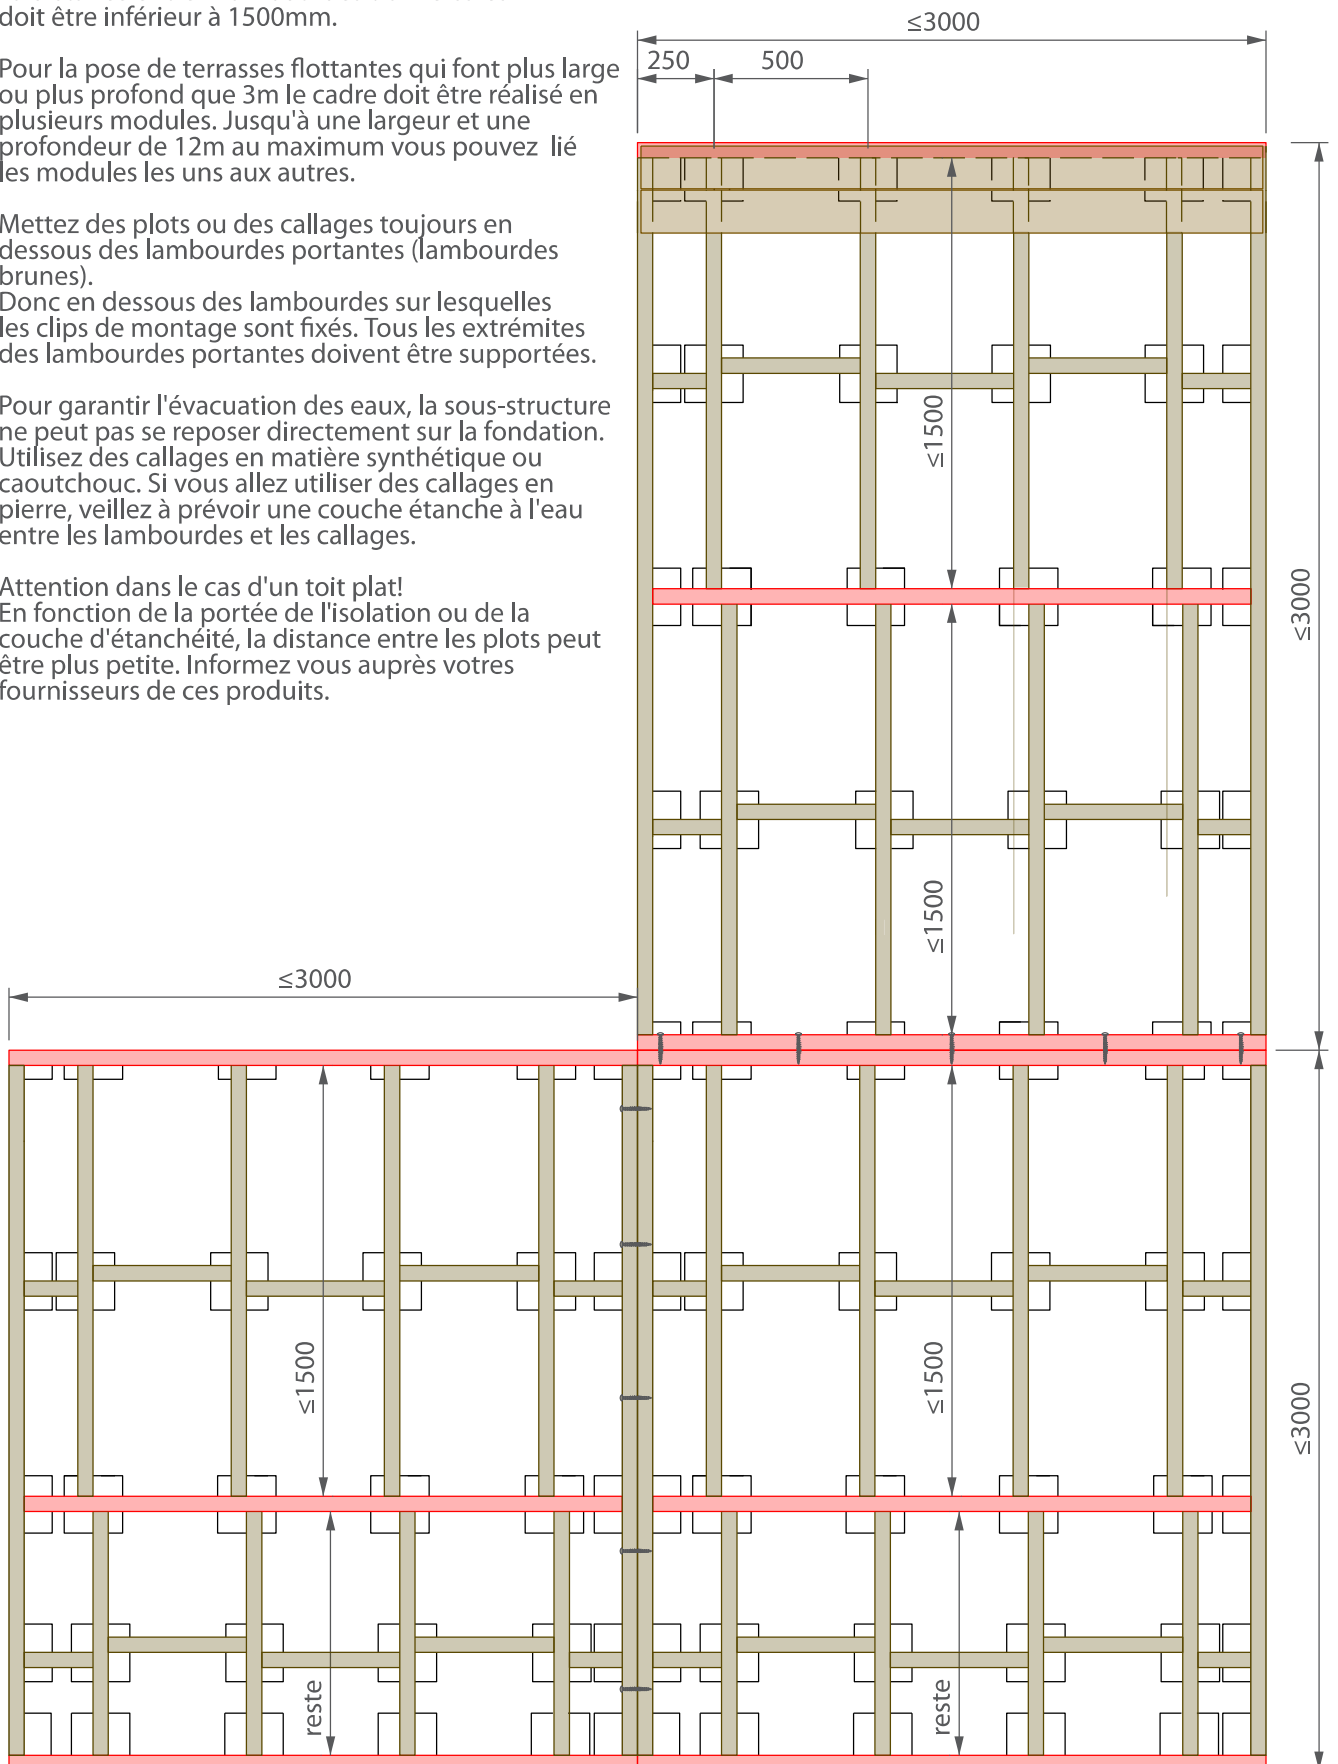 doit être inférieur à 1500mm.
Pour la pose de terrasses flottantes qui font plus large
ou plus profond que 3m le cadre doit être réalisé en
plusieurs modules. Jusqu'à une largeur et une
profondeur de 12m au maximum vous pouvez lié
les modules les uns aux autres.
Mettez des plots ou des callages toujours en
dessous des lambourdes portantes (lambourdes
brunes).
Donc en dessous des lambourdes sur lesquelles
les clips de montage sont fixés. Tous les extrémites
des lambourdes portantes doivent être supportées.
Pour garantir l'évacuation des eaux, la sous-structure
ne peut pas se reposer directement sur la fondation.
Utilisez des callages en matière synthétique ou
caoutchouc. Si vous allez utiliser des callages en
pierre, veillez à prévoir une couche étanche à l'eau
entre les lambourdes et les callages.
Attention dans le cas d'un toit plat!
En fonction de la portée de l'isolation ou de la
couche d'étanchéité, la distance entre les plots peut
être plus petite. Informez vous auprès votres
fournisseurs de ces produits.
≤3000
250
500
≤1500
≤3000
≤1500
≤3000
≤1500
≤1500
≤3000
reste
reste